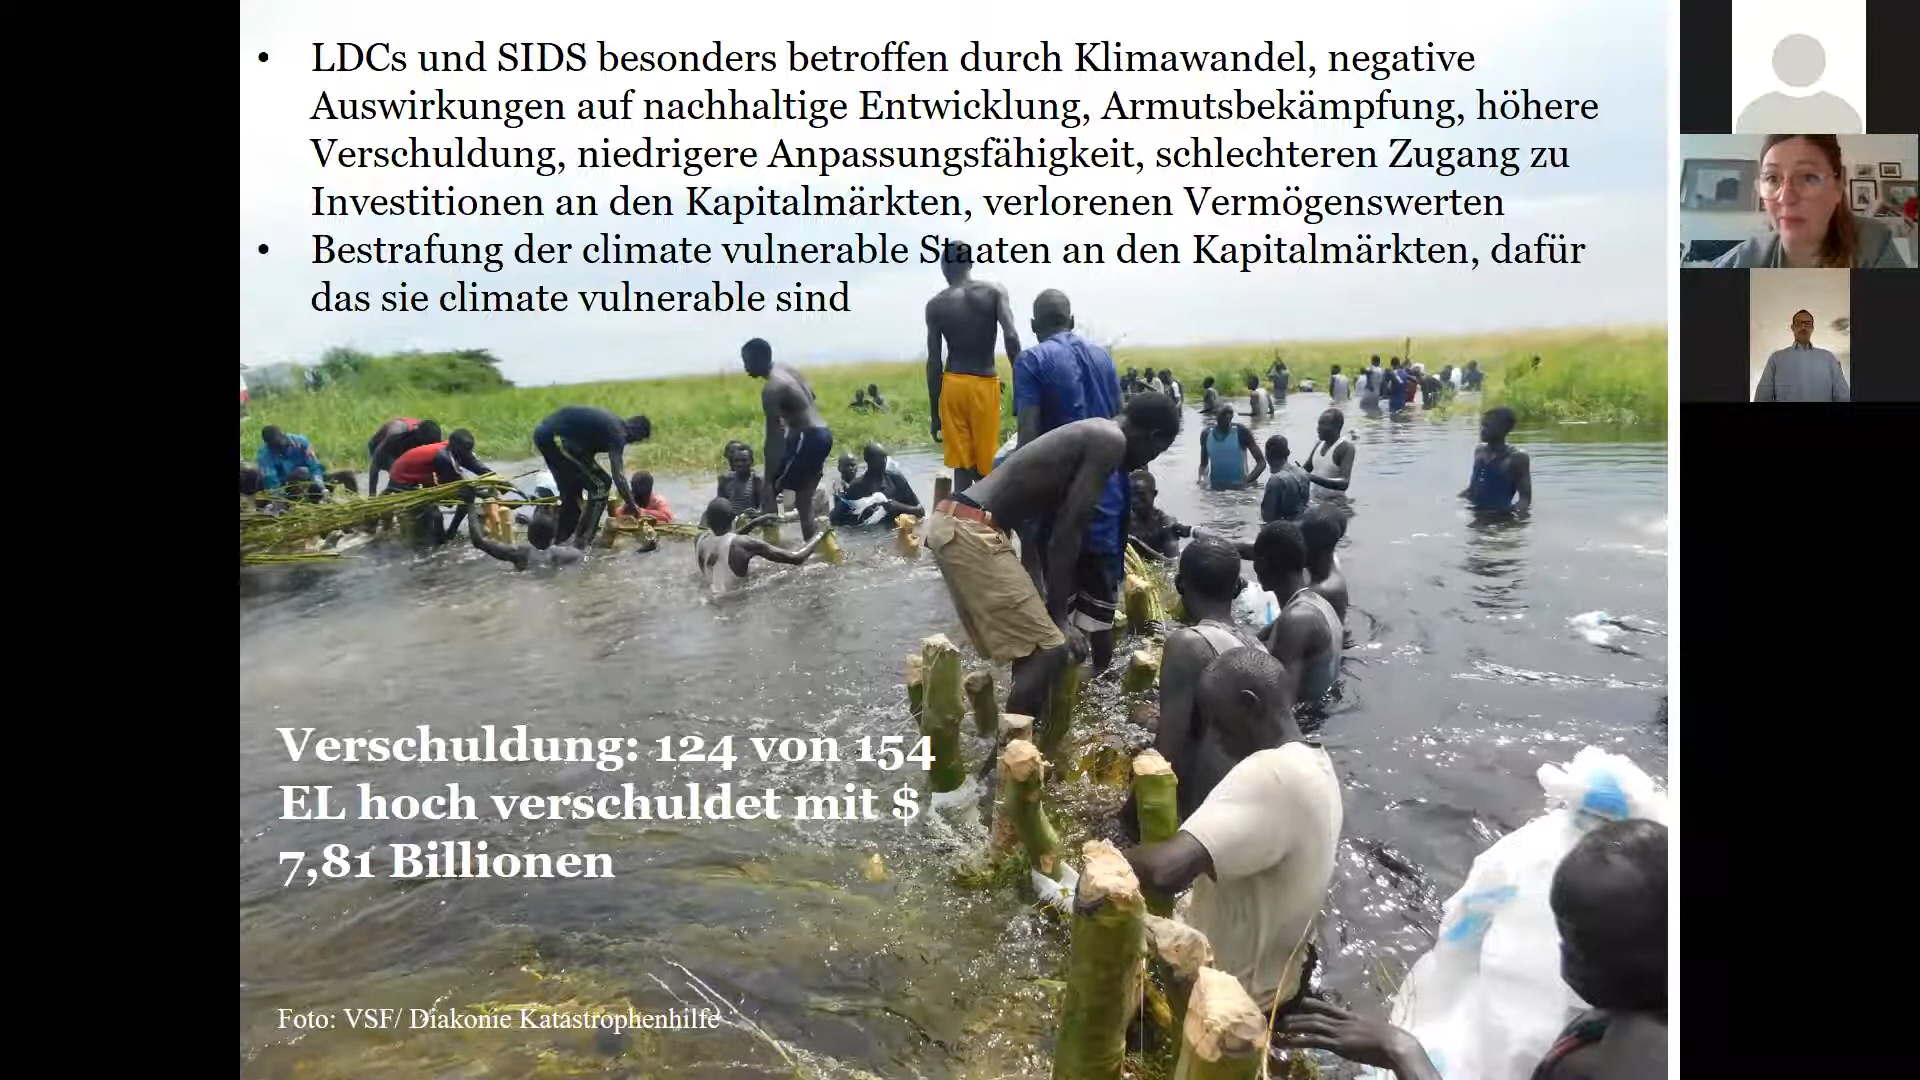 • LDCs und SIDS besonders betroffen durch Klimawandel, negative
Auswirkungen auf nachhaltige Entwicklung, Armutsbekämpfung, höhere
Verschuldung, niedrigere Anpassungsfähigkeit, schlechteren Zugang zu
Investitionen an den Kapitalmärkten, verlorenen Vermögenswerten
• Bestrafung der climate vulnerable Staaten an den Kapitalmärkten, dafür
das sie climate vulnerable sind
Verschuldung: 124 von 154
EL hoch verschuldet mit $
7,81 Billionen
Foto: VSF/ Diakonie Katastrophenhilfe